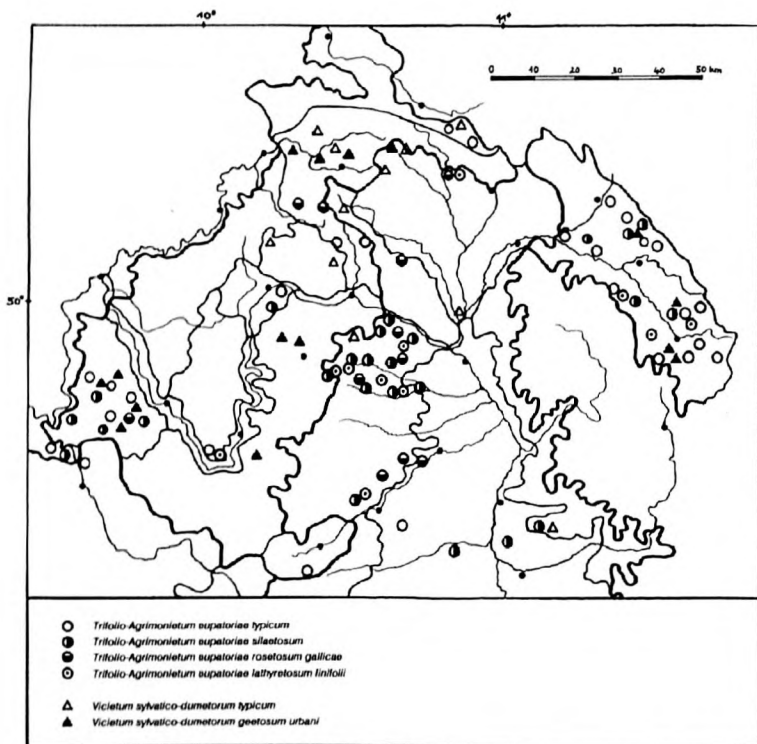 10° 11°
0 10 20 30 40 50 km
50°
Trifolio-Agrimonietum eupatoriae typicum
Trifolio-Agrimonietum eupatoriae silaetosum
Trifolio-Agrimonietum eupatoriae rosetosum gallicae
Trifolio-Agrimonietum eupatoriae lathyretosum linifolii
Vicietum sylvatico-dumetorum typicum
Vicietum sylvatico-dumetorum geetosum urbani